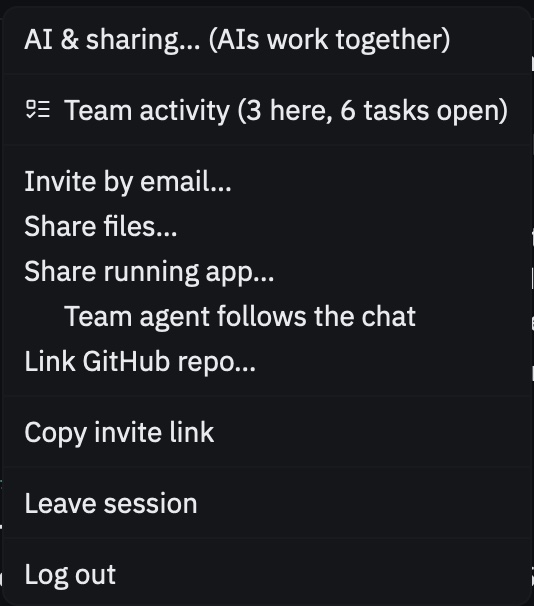 AI & sharing... (AIs work together)
Team activity (3 here, 6 tasks open)
Invite by email...
Share files...
Share running app...
Team agent follows the chat
Link GitHub repo...
Copy invite link
Leave session
Log out